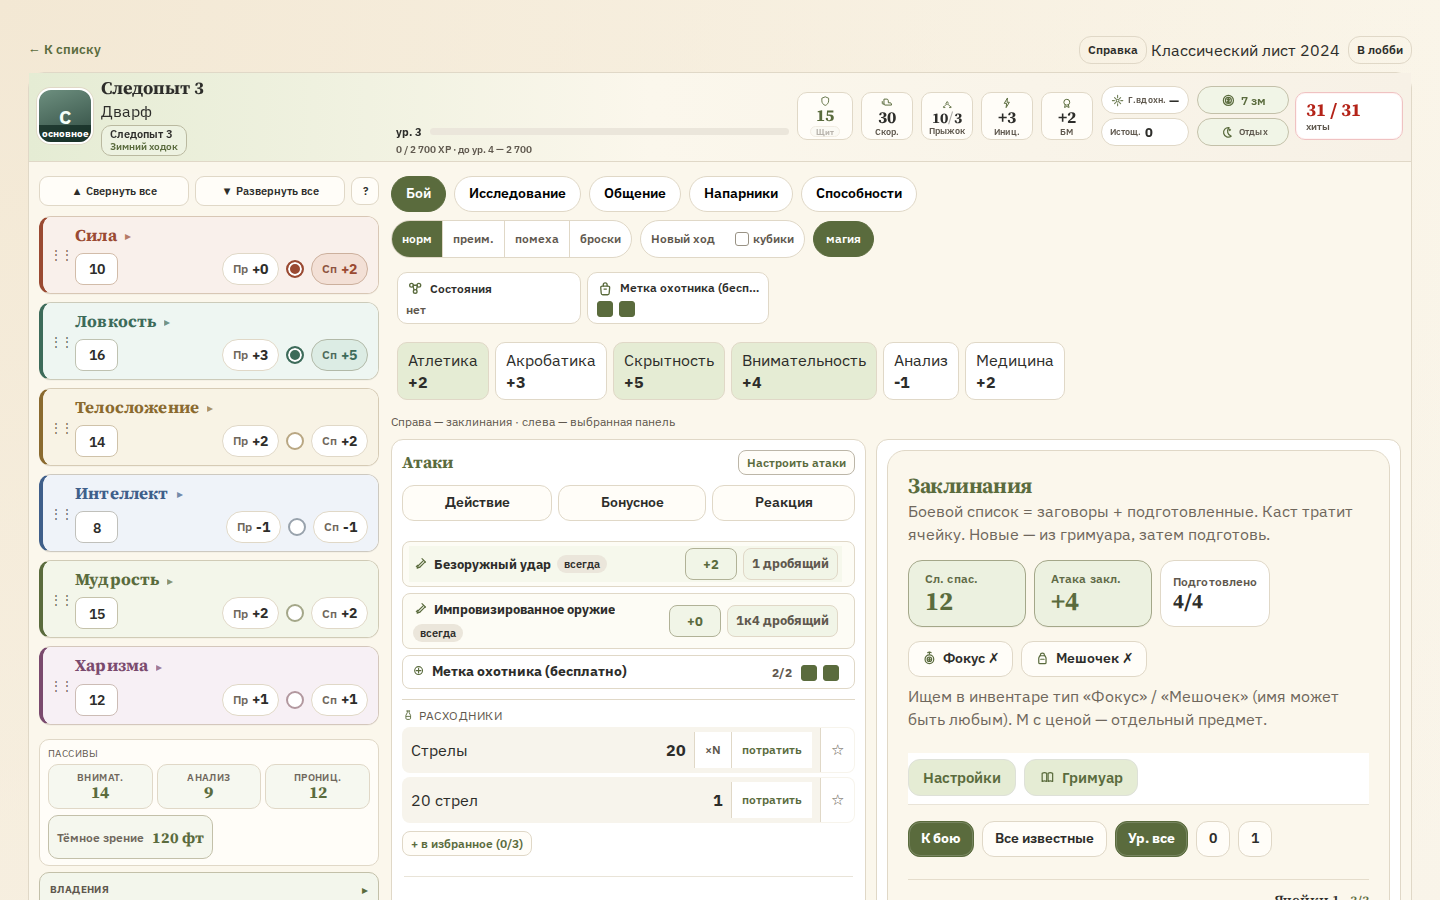 ← К списку
Справка Классический лист 2024 В лобби
С
основное
Следопыт 3
Дварф
Следопыт 3
Зимний ходок
ур. 3
0 / 2 700 XP · до ур. 4 — 2 700
15
Щит
30
Скор.
10/3
Прыжок
+3
Иниц.
+2
БМ
Г.вдохн. —
Истощ. 0
7 зм
Отдых
31 / 31
хиты
▲ Свернуть все
▼ Развернуть все
?
Сила ▸
10
Пр +0
Сп +2
Ловкость ▸
16
Пр +3
Сп +5
Телосложение ▸
14
Пр +2
Сп +2
Интеллект ▸
8
Пр -1
Сп -1
Мудрость ▸
15
Пр +2
Сп +2
Харизма ▸
12
Пр +1
Сп +1
ПАССИВЫ
ВНИМАТ.
14
АНАЛИЗ
9
ПРОНИЦ.
12
Тёмное зрение 120 фт
ВЛАДЕНИЯ ▸
Бой
Исследование
Общение
Напарники
Способности
норм
преим.
помеха
броски
Новый ход
кубики
магия
Состояния
нет
Метка охотника (бесп...
Атлетика
+2
Акробатика
+3
Скрытность
+5
Внимательность
+4
Анализ
-1
Медицина
+2
Справа — заклинания · слева — выбранная панель
Атаки
Настроить атаки
Действие
Бонусное
Реакция
Безоружный удар всегда
+2
1 дробящий
Импровизированное оружие
всегда
+0
1к4 дробящий
Метка охотника (бесплатно)
2/2
РАСХОДНИКИ
Стрелы
20
×N
потратить
☆
20 стрел
1
потратить
☆
+ в избранное (0/3)
Заклинания
Боевой список = заговоры + подготовленные. Каст тратит
ячейку. Новые — из гримуара, затем подготовь.
Сл. спас.
12
Атака закл.
+4
Подготовлено
4/4
Фокус ✗
Мешочек ✗
Ищем в инвентаре тип «Фокус» / «Мешочек» (имя может
быть любым). М с ценой — отдельный предмет.
Настройки
Гримуар
К бою
Все известные
Ур. все
0
1
Ячейки 1 2/3